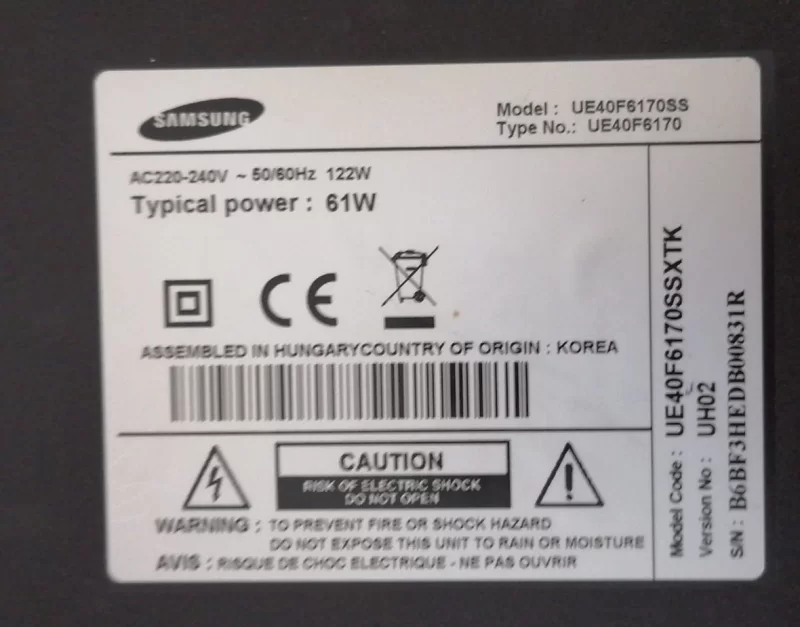 SAMSUNG
Model : UE40F6170SS
Type No.: UE40F6170
AC220-240V ~ 50/60Hz 122W
Typical power : 61W
CE
ASSEMBLED IN HUNGARYCOUNTRY OF ORIGIN : KOREA
CAUTION
RISK OF ELECTRIC SHOCK
DO NOT OPEN
WARNING : TO PREVENT FIRE OR SHOCK HAZARD
DO NOT EXPOSE THIS UNIT TO RAIN OR MOISTURE
AVIS : RISQUE DE CHOC ELECTRIQUE - NE PAS OUVRIR
Model Code : UE40F6170SSXTK
Version No : UH02
S/N : B6BF3HEDB00831R